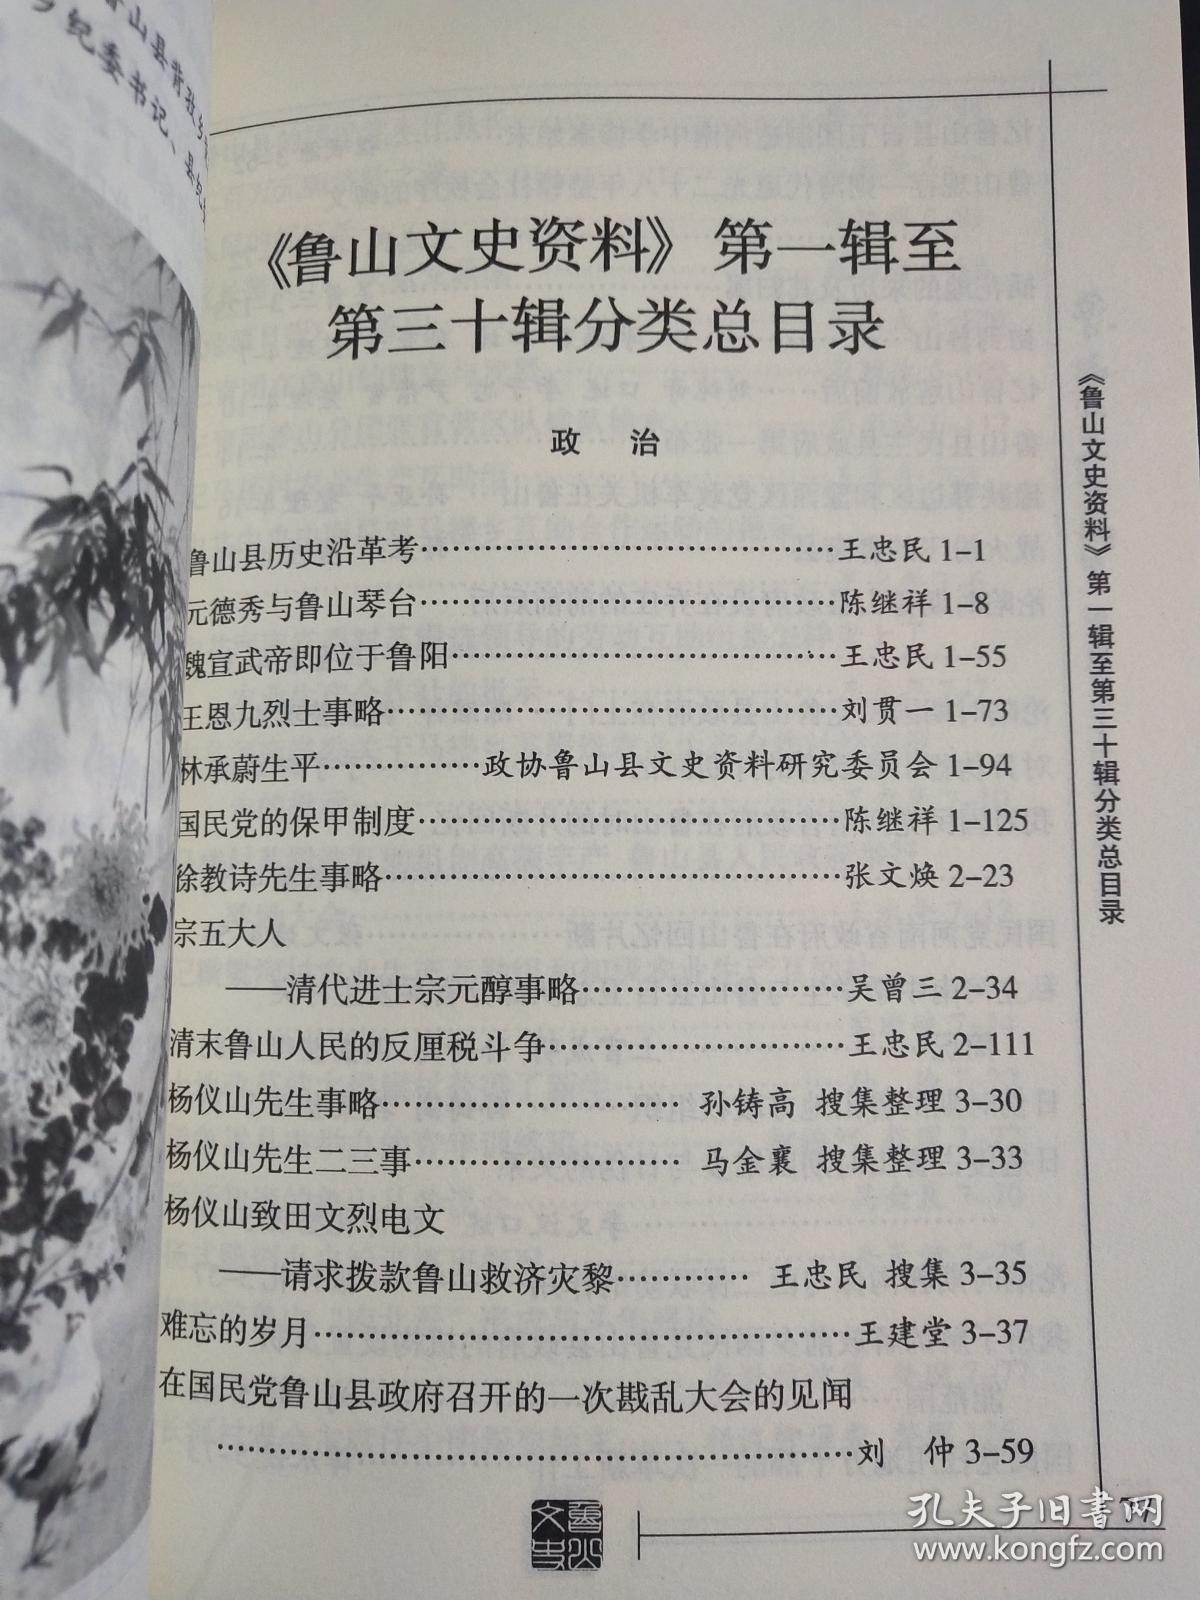 《鲁山文史资料》第一辑至
第三十辑分类总目录
政 治
鲁山县历史沿革考……王忠民 1-1
元德秀与鲁山琴台……陈继祥 1-8
魏宣武帝即位于鲁阳……王忠民 1-55
王恩九烈士事略……刘贯一 1-73
林承蔚生平……政协鲁山县文史资料研究委员会 1-94
国民党的保甲制度……陈继祥 1-125
徐教诗先生事略……张文焕 2-23
宗五大人
——清代进士宗元醇事略……吴曾三 2-34
清末鲁山人民的反厘税斗争……王忠民 2-111
杨仪山先生事略……孙铸高 搜集整理 3-30
杨仪山先生二三事……马金襄 搜集整理 3-33
杨仪山致田文烈电文
——请求拨款鲁山救济灾黎……王忠民 搜集 3-35
难忘的岁月……王建堂 3-37
在国民党鲁山县政府召开的一次戡乱大会的见闻
……刘 仲 3-59
《鲁山文史资料》第一辑至第三十辑分类总目录
鲁山
文史
孔夫子旧书网
www.kongfz.com
山县背孜乡
纪委书记、县